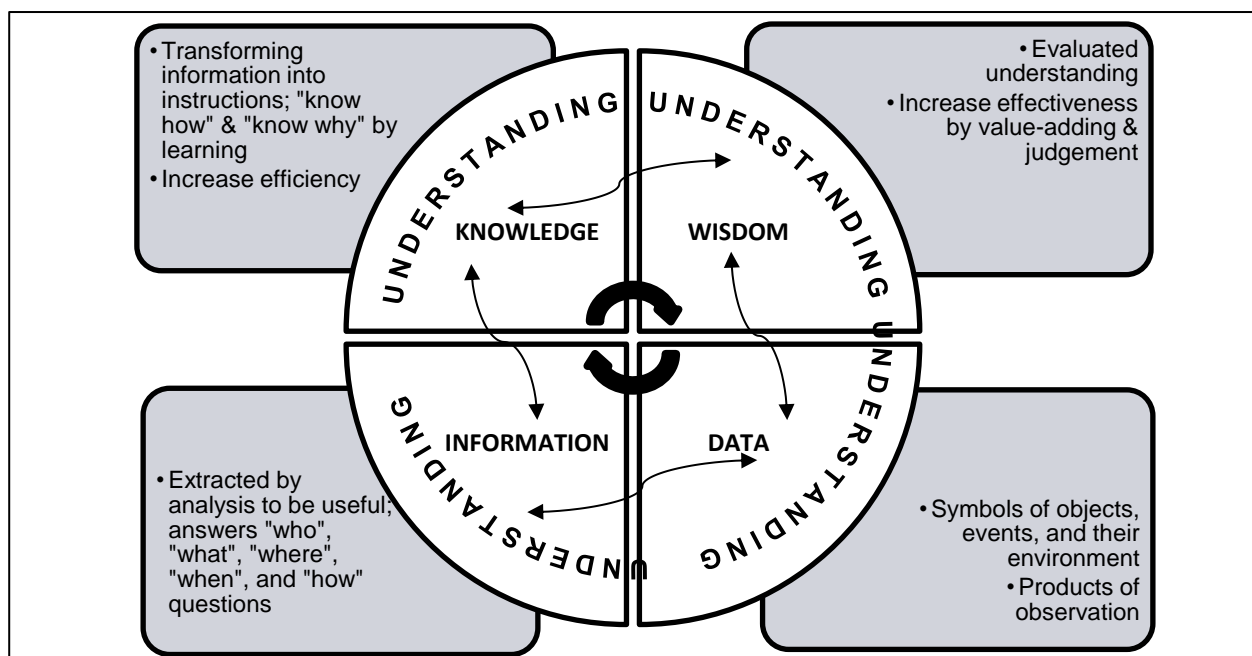 • Transforming
information into
instructions; "know
how" & "know why" by
learning
• Increase efficiency
• Evaluated
understanding
• Increase effectiveness
by value-adding &
judgement
UNDERSTANDING
UNDERSTANDING
KNOWLEDGE
WISDOM
INFORMATION
DATA
UNDERSTANDING
UNDERSTANDING
• Extracted by
analysis to be useful;
answers "who",
"what", "where",
"when", and "how"
questions
• Symbols of objects,
events, and their
environment
• Products of
observation